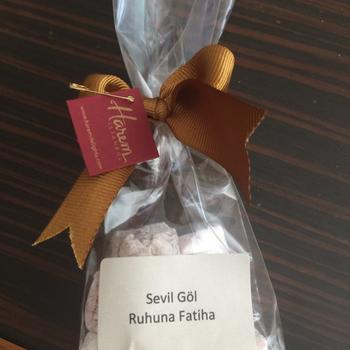 Harem
Sevil Göl
Ruhuna Fatiha